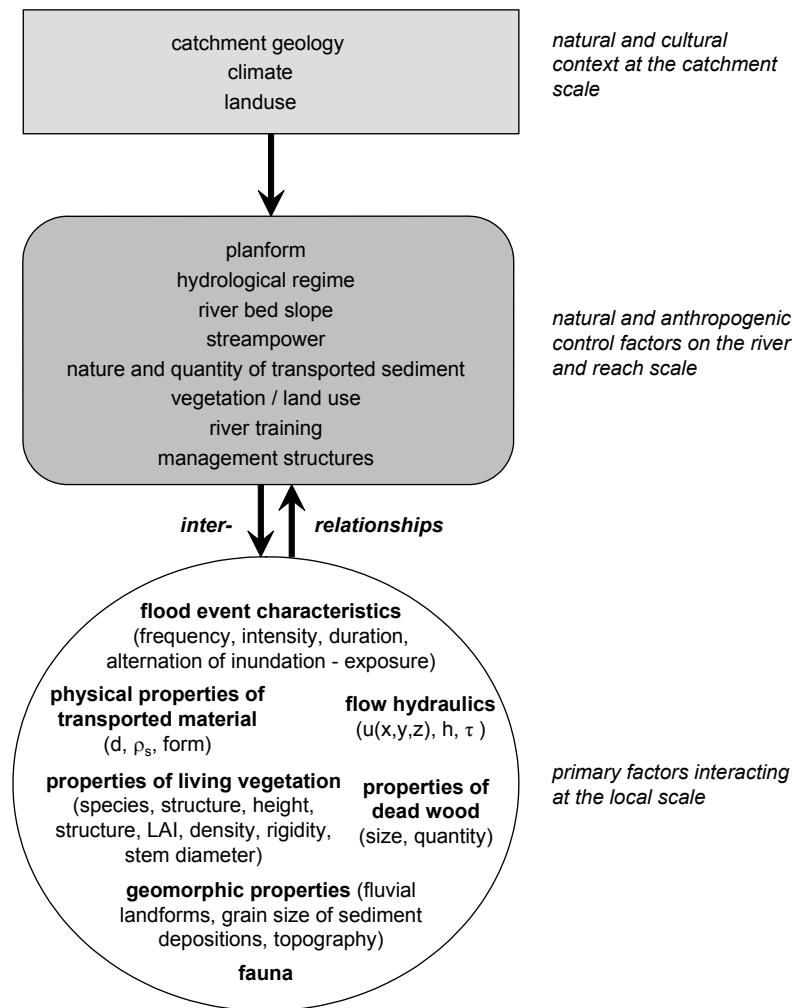 catchment geology
climate
landuse
natural and cultural
context at the catchment
scale
planform
hydrological regime
river bed slope
streampower
nature and quantity of transported sediment
vegetation / land use
river training
management structures
natural and anthropogenic
control factors on the river
and reach scale
inter- relationships
flood event characteristics
(frequency, intensity, duration,
alternation of inundation - exposure)
physical properties of
transported material
(d, ρₛ, form)
flow hydraulics
(u(x,y,z), h, τ )
properties of living vegetation
(species, structure, height,
structure, LAI, density, rigidity,
stem diameter)
properties of
dead wood
(size, quantity)
primary factors interacting
at the local scale
geomorphic properties (fluvial
landforms, grain size of sediment
depositions, topography)
fauna